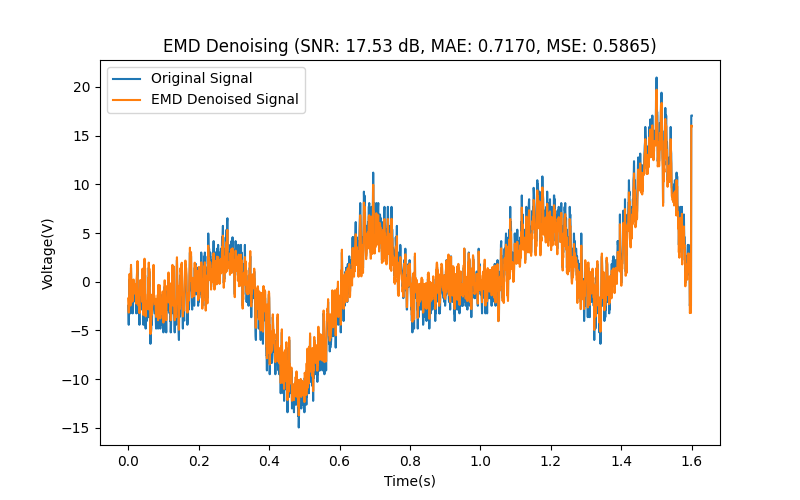 EMD Denoising (SNR: 17.53 dB, MAE: 0.7170, MSE: 0.5865)
Original Signal
EMD Denoised Signal
Voltage(V)
20
15
10
5
0
−5
−10
−15
0.0 0.2 0.4 0.6 0.8 1.0 1.2 1.4 1.6
Time(s)